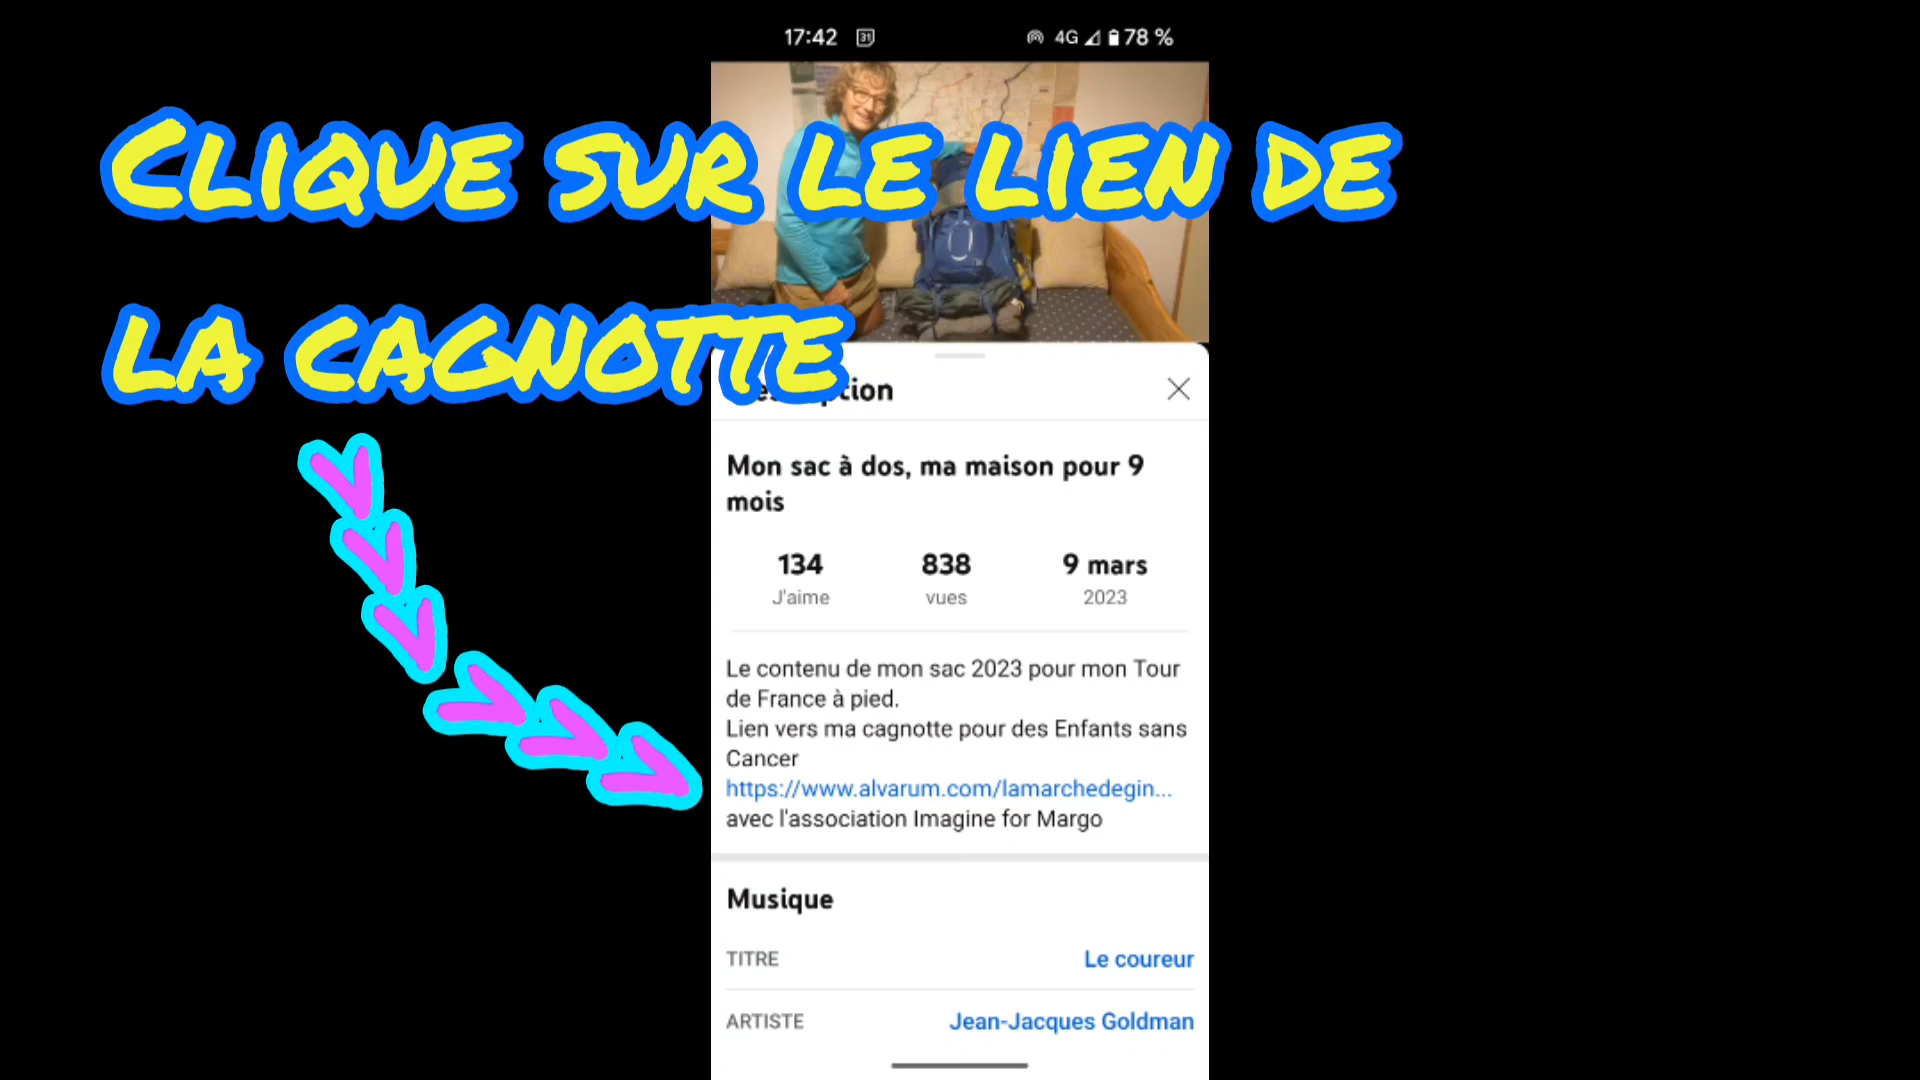 17:42 31 4G 78 %
CLIQUE SUR LE LIEN DE
LA CAGNOTTE
Description
Mon sac à dos, ma maison pour 9
mois
134 838 9 mars
J'aime vues 2023
Le contenu de mon sac 2023 pour mon Tour
de France à pied.
Lien vers ma cagnotte pour des Enfants sans
Cancer
https://www.alvarum.com/lamarchedegin...
avec l'association Imagine for Margo
Musique
TITRE Le coureur
ARTISTE Jean-Jacques Goldman